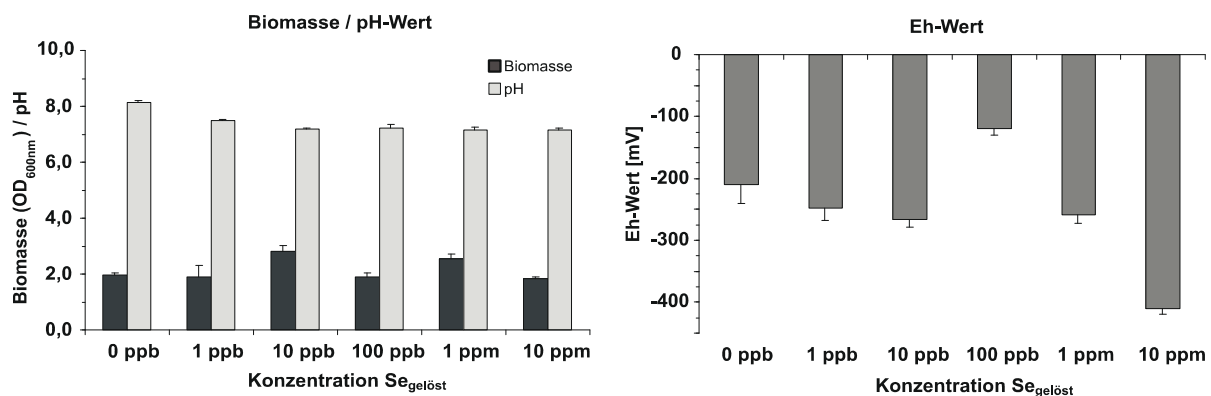 Biomasse / pH-Wert
10,0
8,0
6,0
4,0
2,0
0,0
Biomasse (OD600nm) / pH
Biomasse
pH
0 ppb 1 ppb 10 ppb 100 ppb 1 ppm 10 ppm
Konzentration Segelöst
Eh-Wert
0
-100
-200
-300
-400
Eh-Wert [mV]
0 ppb 1 ppb 10 ppb 100 ppb 1 ppm 10 ppm
Konzentration Segelöst